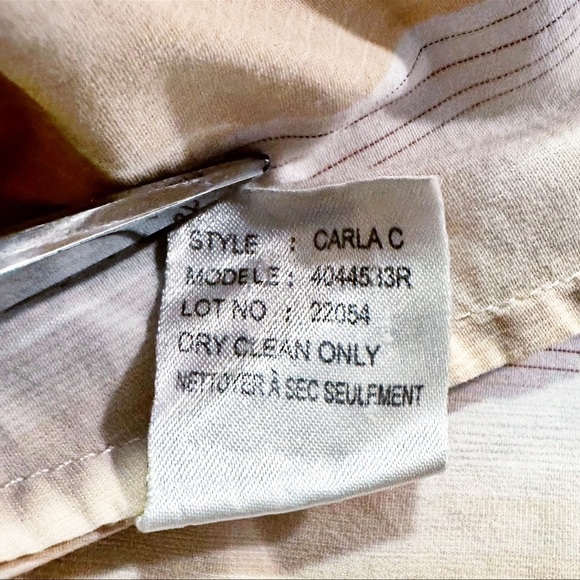 STYLE : CARLA C
MODELE :
LOT NO : 22054
DRY CLEAN ONLY
NETTOYER À SEC SEULEMENT